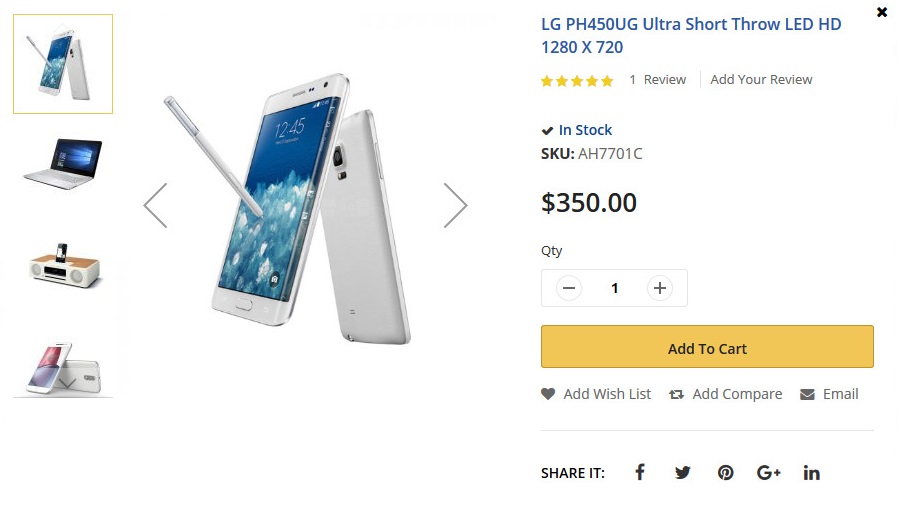 LG PH450UG Ultra Short Throw LED HD
1280 X 720
1 Review Add Your Review
In Stock
SKU: AH7701C
12:45
$350.00
Qty
1
Add To Cart
Add Wish List Add Compare Email
SHARE IT: